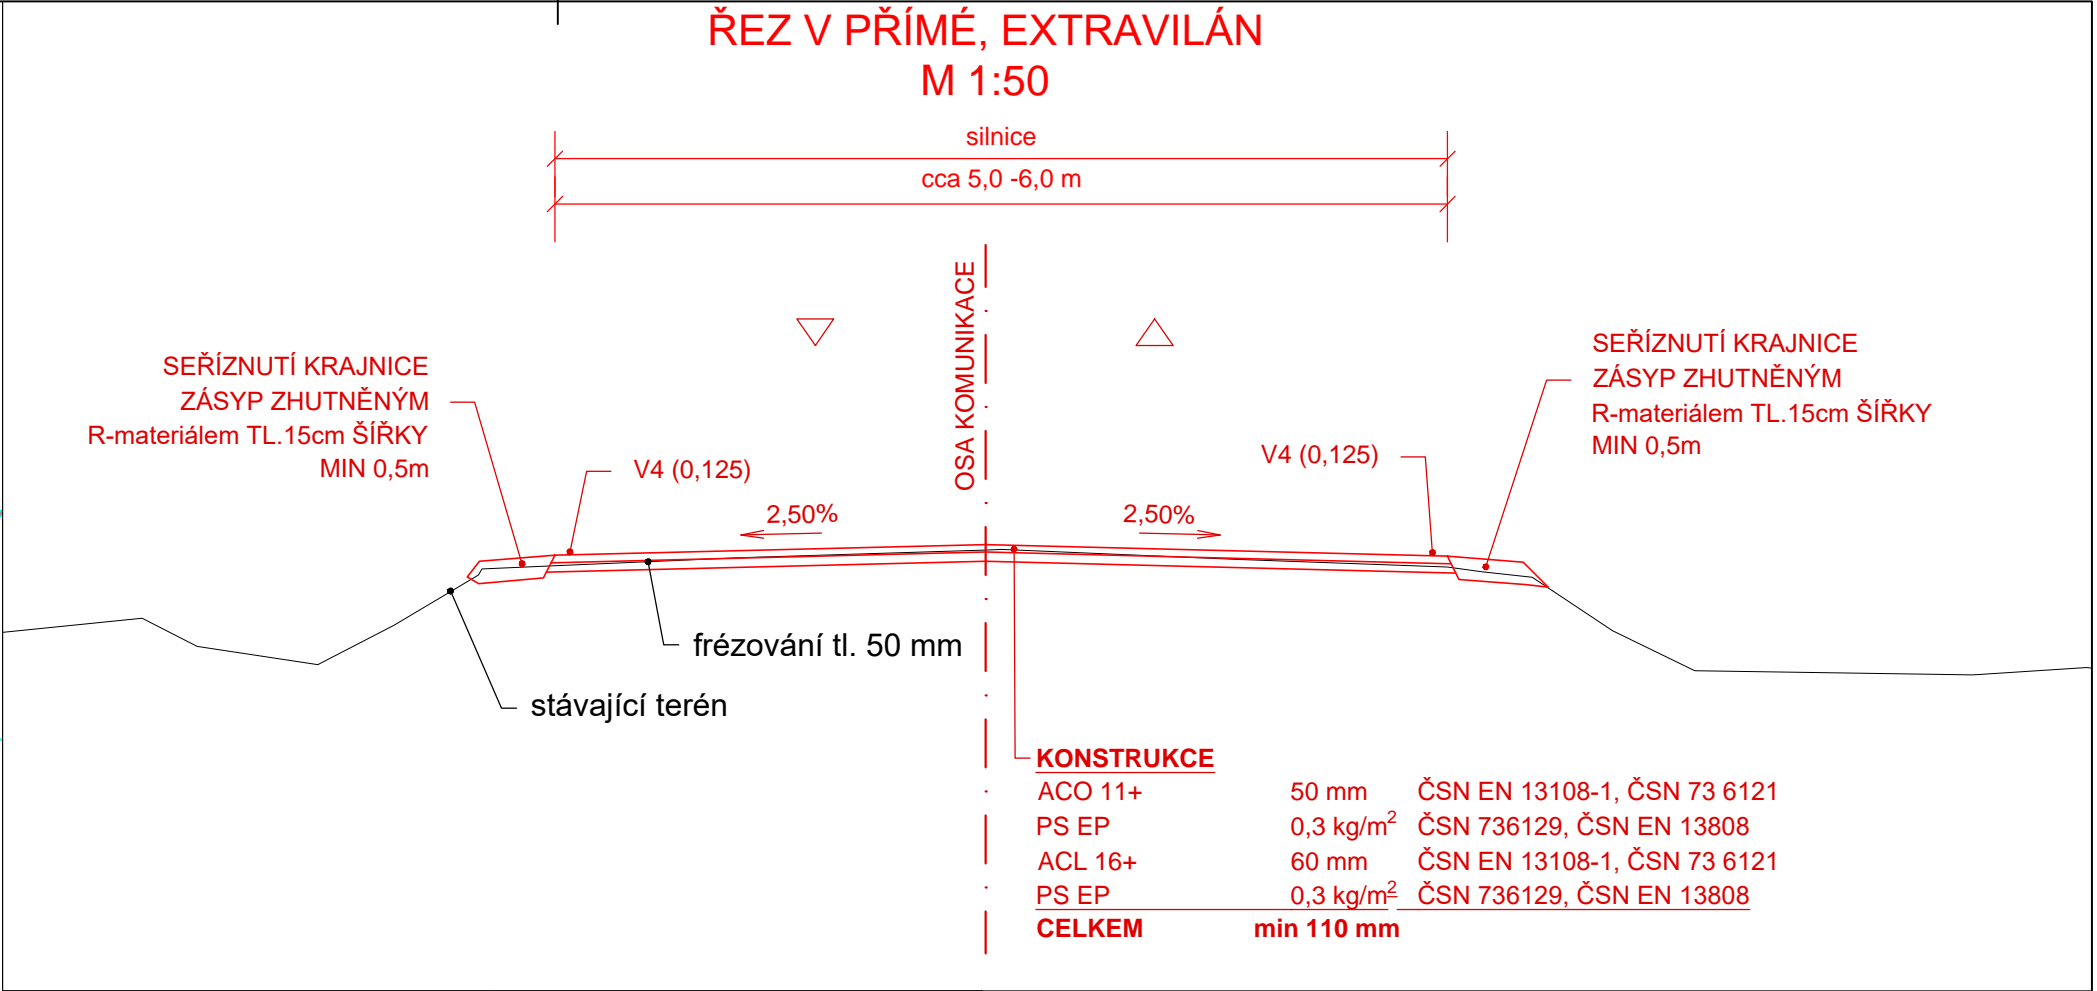 ŘEZ V PŘÍMÉ, EXTRAVILÁN
M 1:50
silnice
cca 5,0 -6,0 m
OSA KOMUNIKACE
SEŘÍZNUTÍ KRAJNICE
ZÁSYP ZHUTNĚNÝM
R-materiálem TL.15cm ŠÍŘKY
MIN 0,5m
V4 (0,125)
2,50%
2,50%
V4 (0,125)
SEŘÍZNUTÍ KRAJNICE
ZÁSYP ZHUTNĚNÝM
R-materiálem TL.15cm ŠÍŘKY
MIN 0,5m
frézování tl. 50 mm
stávající terén
KONSTRUKCE
ACO 11+ 50 mm ČSN EN 13108-1, ČSN 73 6121
PS EP 0,3 kg/m² ČSN 736129, ČSN EN 13808
ACL 16+ 60 mm ČSN EN 13108-1, ČSN 73 6121
PS EP 0,3 kg/m² ČSN 736129, ČSN EN 13808
CELKEM min 110 mm